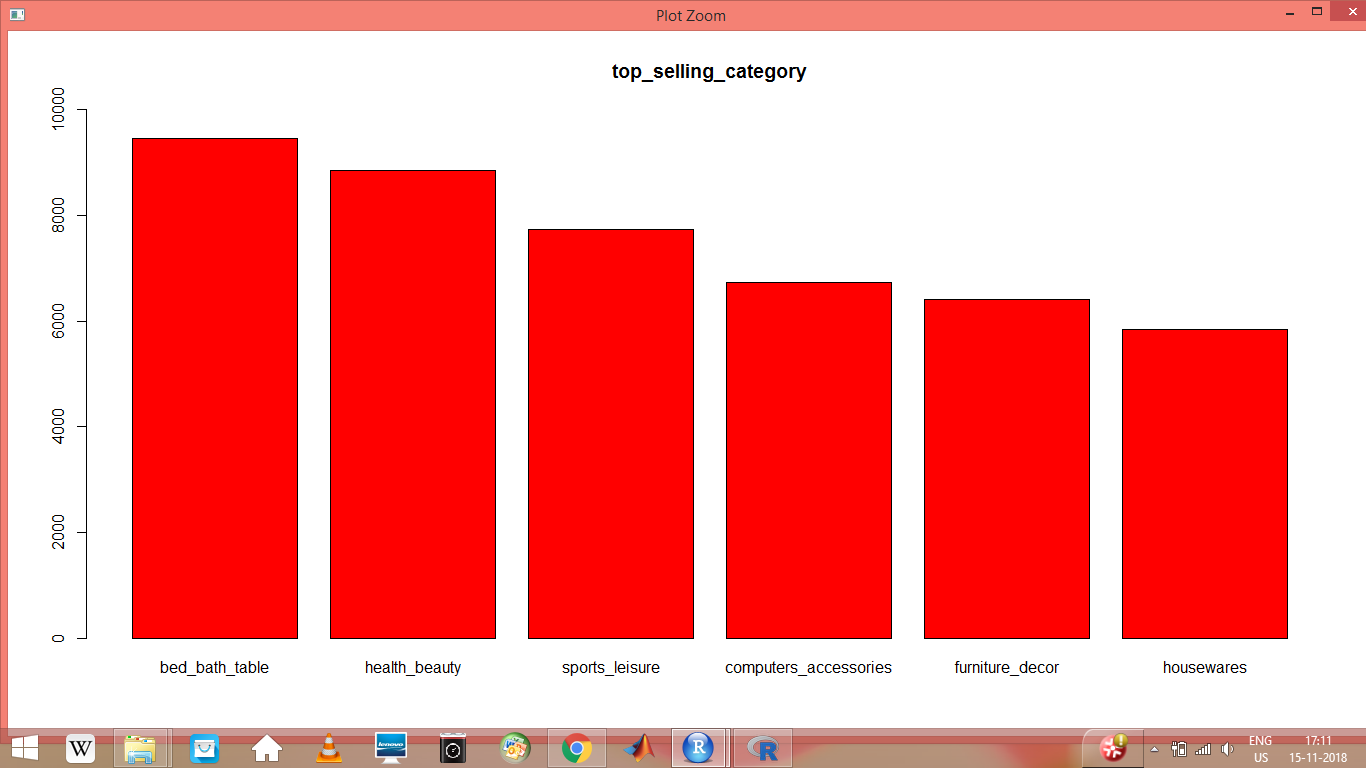 Plot Zoom
top_selling_category
10000
8000
6000
4000
2000
0
bed_bath_table health_beauty sports_leisure computers_accessories furniture_decor housewares
W
lenovo
R
R
ENG 17:11
US 15-11-2018